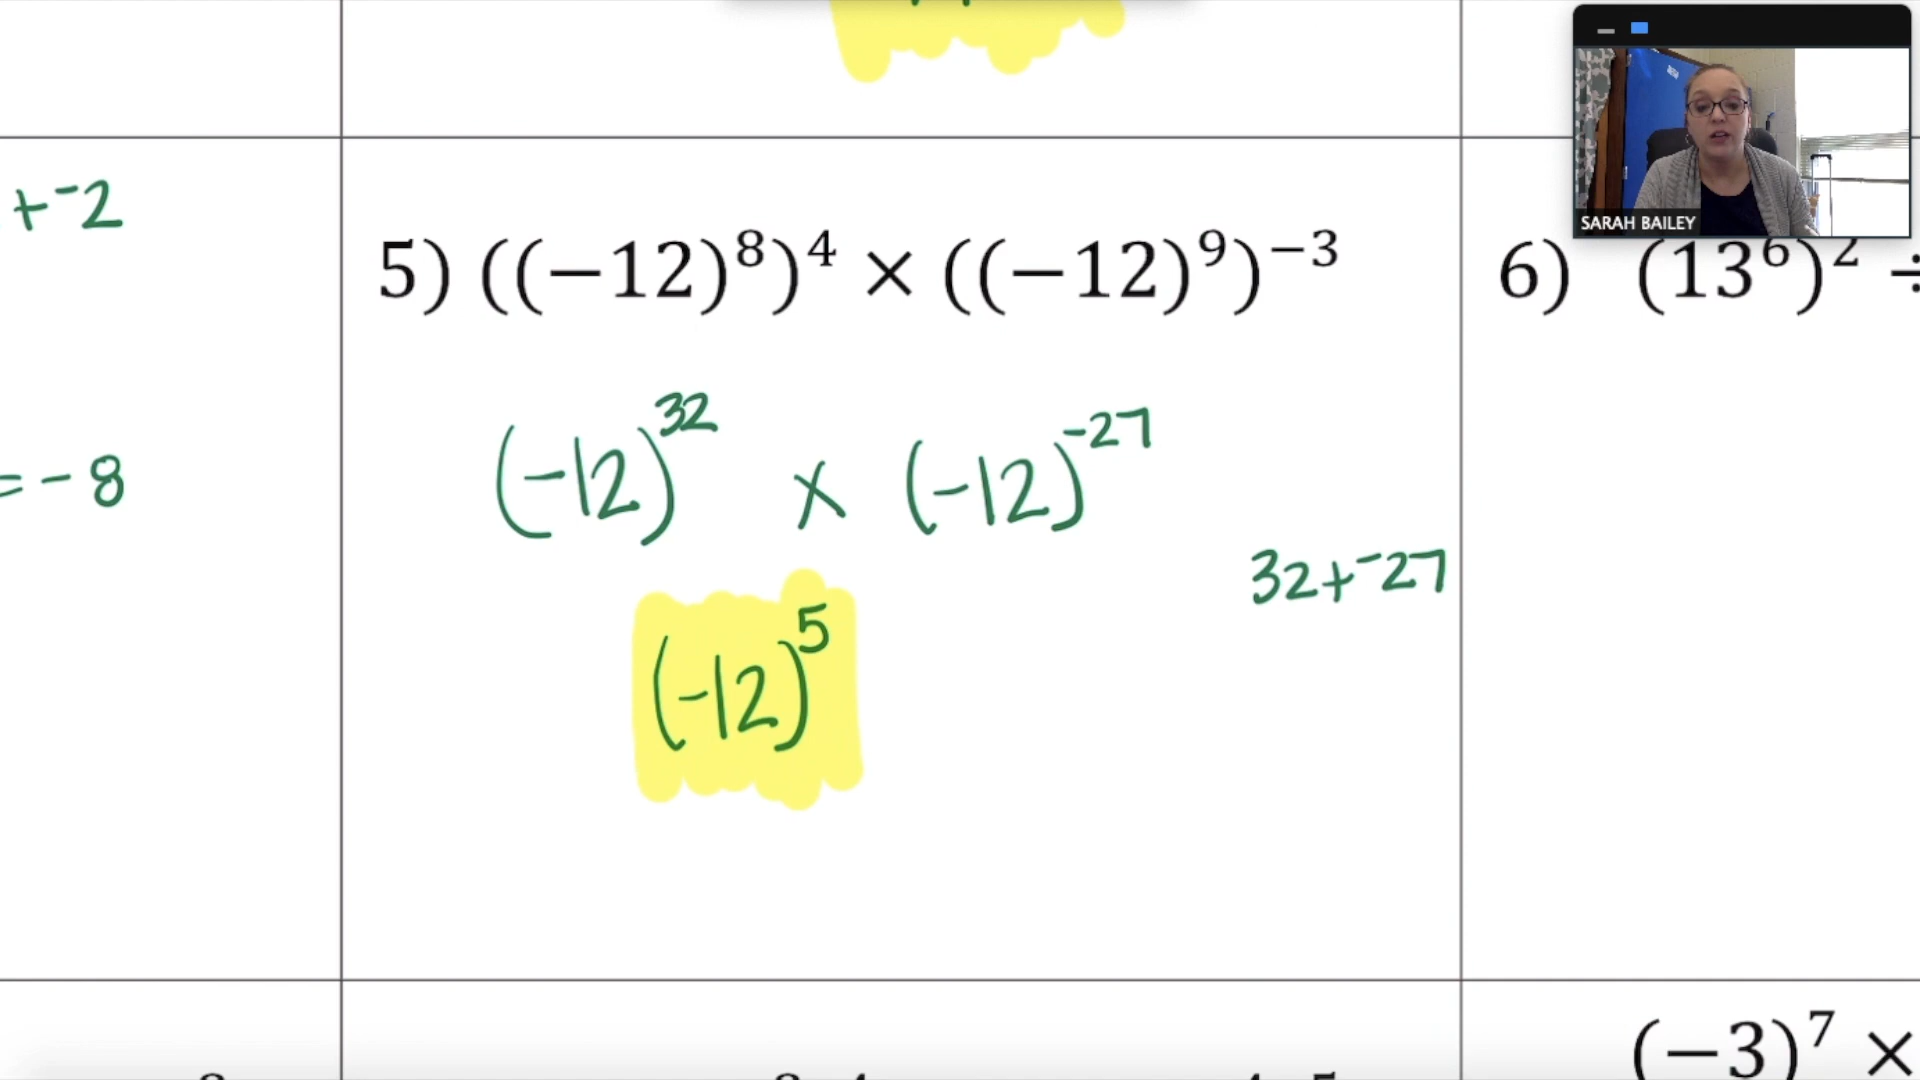 +⁻2
SARAH BAILEY
5) ((−12)⁸)⁴ × ((−12)⁹)⁻³
6) (13⁶)² ÷
(-12)³² x (-12)⁻²⁷
= - 8
32+⁻27
(-12)⁵
(−3)⁷ ×